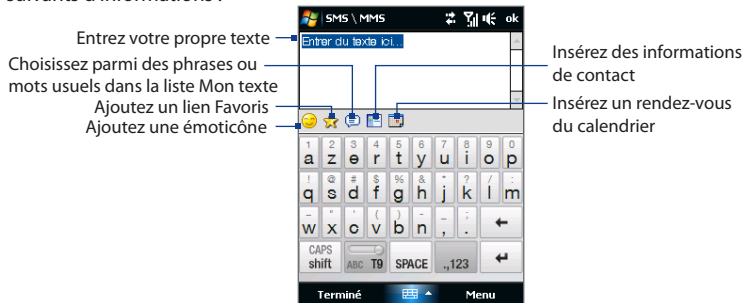 suivants d'informations :
SMS \ MMS
ok
Entrez votre propre texte
Entrer du texte ici...
Choisissez parmi des phrases ou
mots usuels dans la liste Mon texte
Ajoutez un lien Favoris
Ajoutez une émoticône
Insérez des informations
de contact
Insérez un rendez-vous
du calendrier
1 2 3 4 5 6 7 8 9 0
a z e r t y u i o p
! @ # $ % & * ? / :
q s d f g h j k l m
- " ' ( ) - _ ;
w x c v b n , .
CAPS
shift ABC T9 SPACE .,123
Terminé Menu